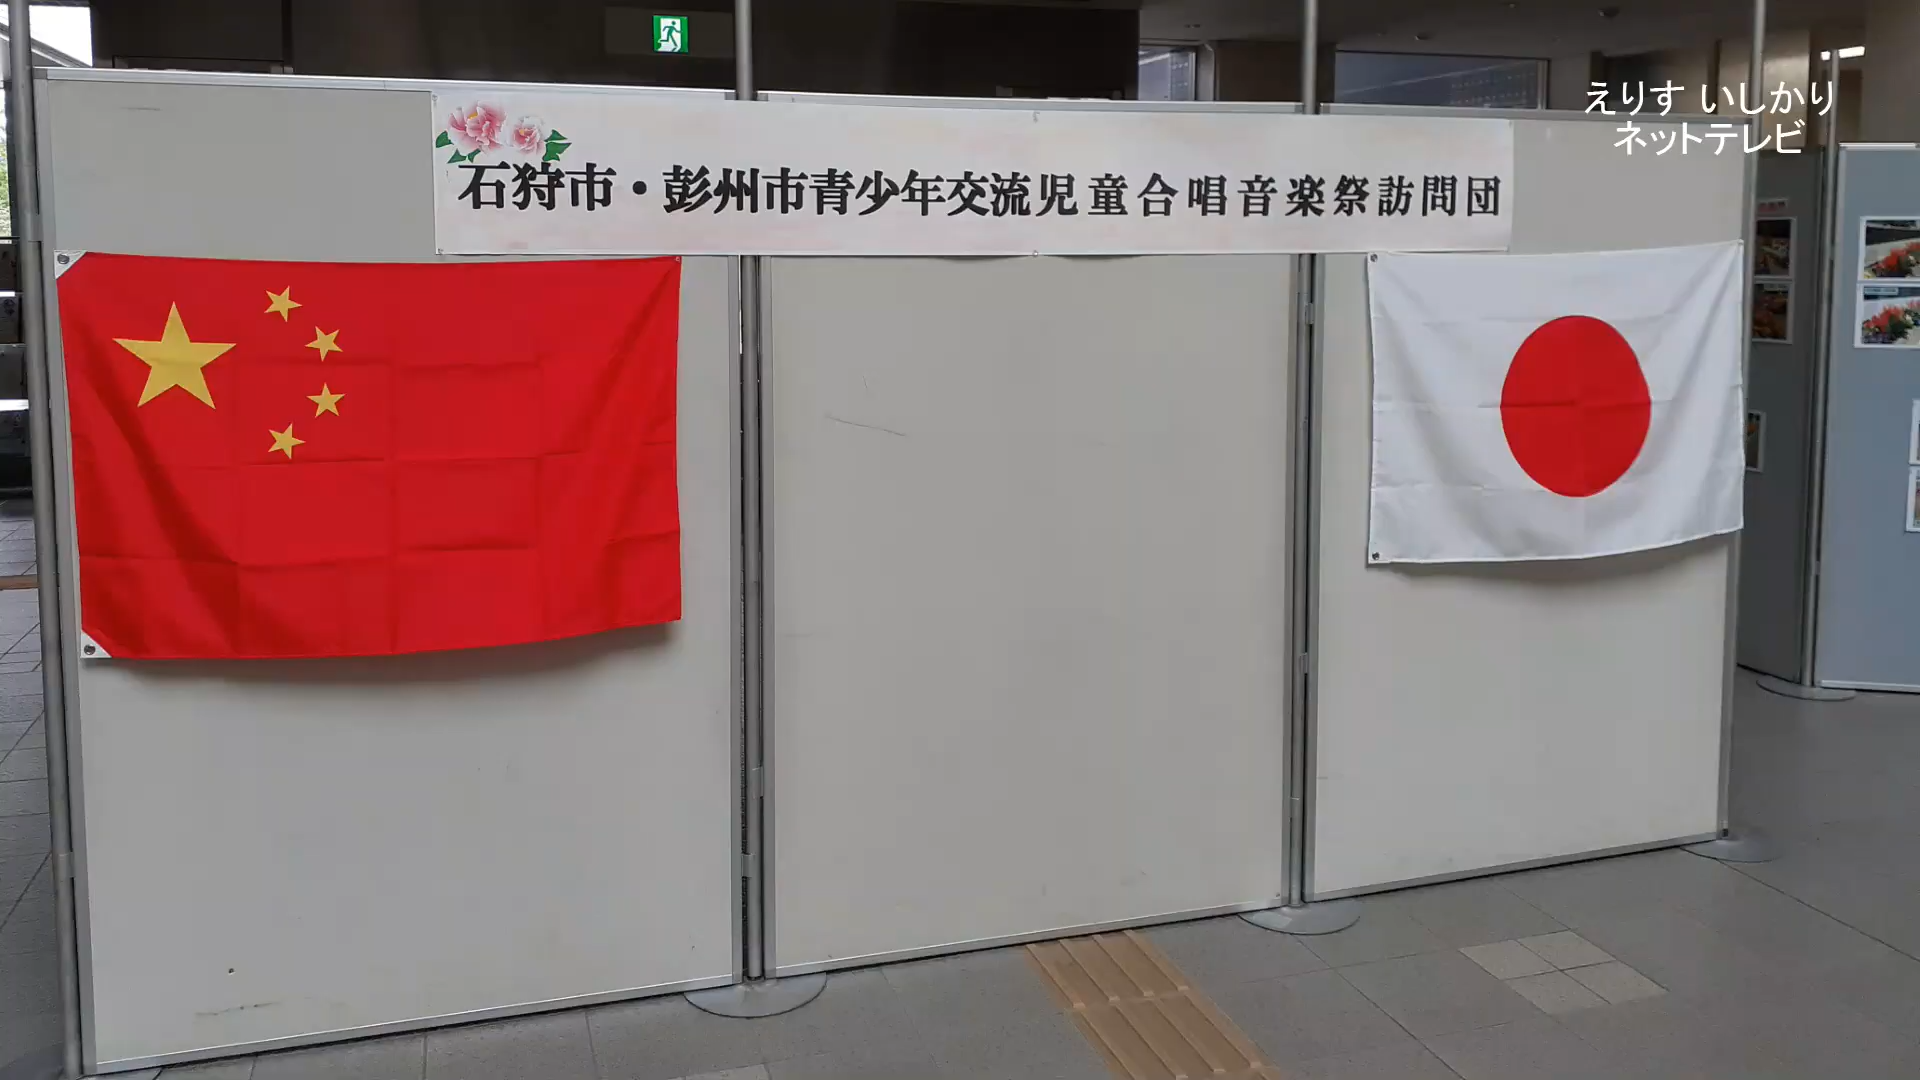 えりす いしかり
ネットテレビ
石狩市・彭州市青少年交流児童合唱音楽祭訪問団